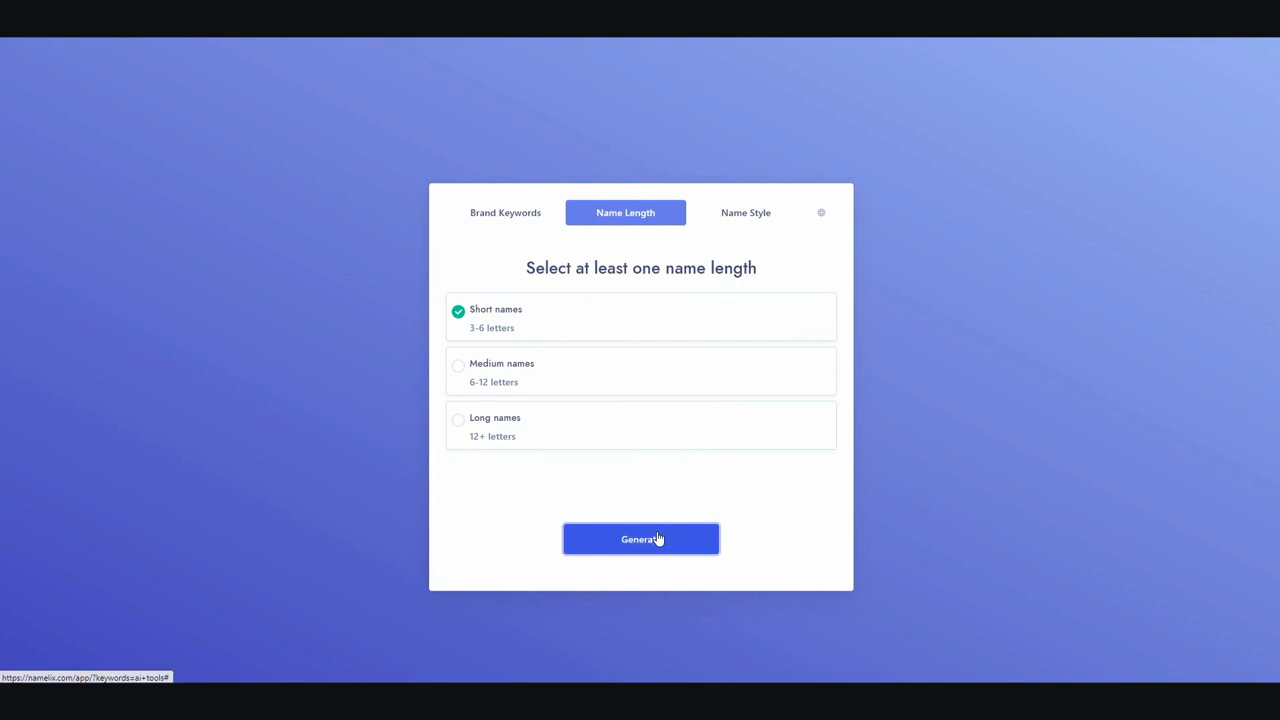 Brand Keywords
Name Length
Name Style
Select at least one name length
Short names
3-6 letters
Medium names
6-12 letters
Long names
12+ letters
https://namelix.com/app/?keywords=ai+tools#